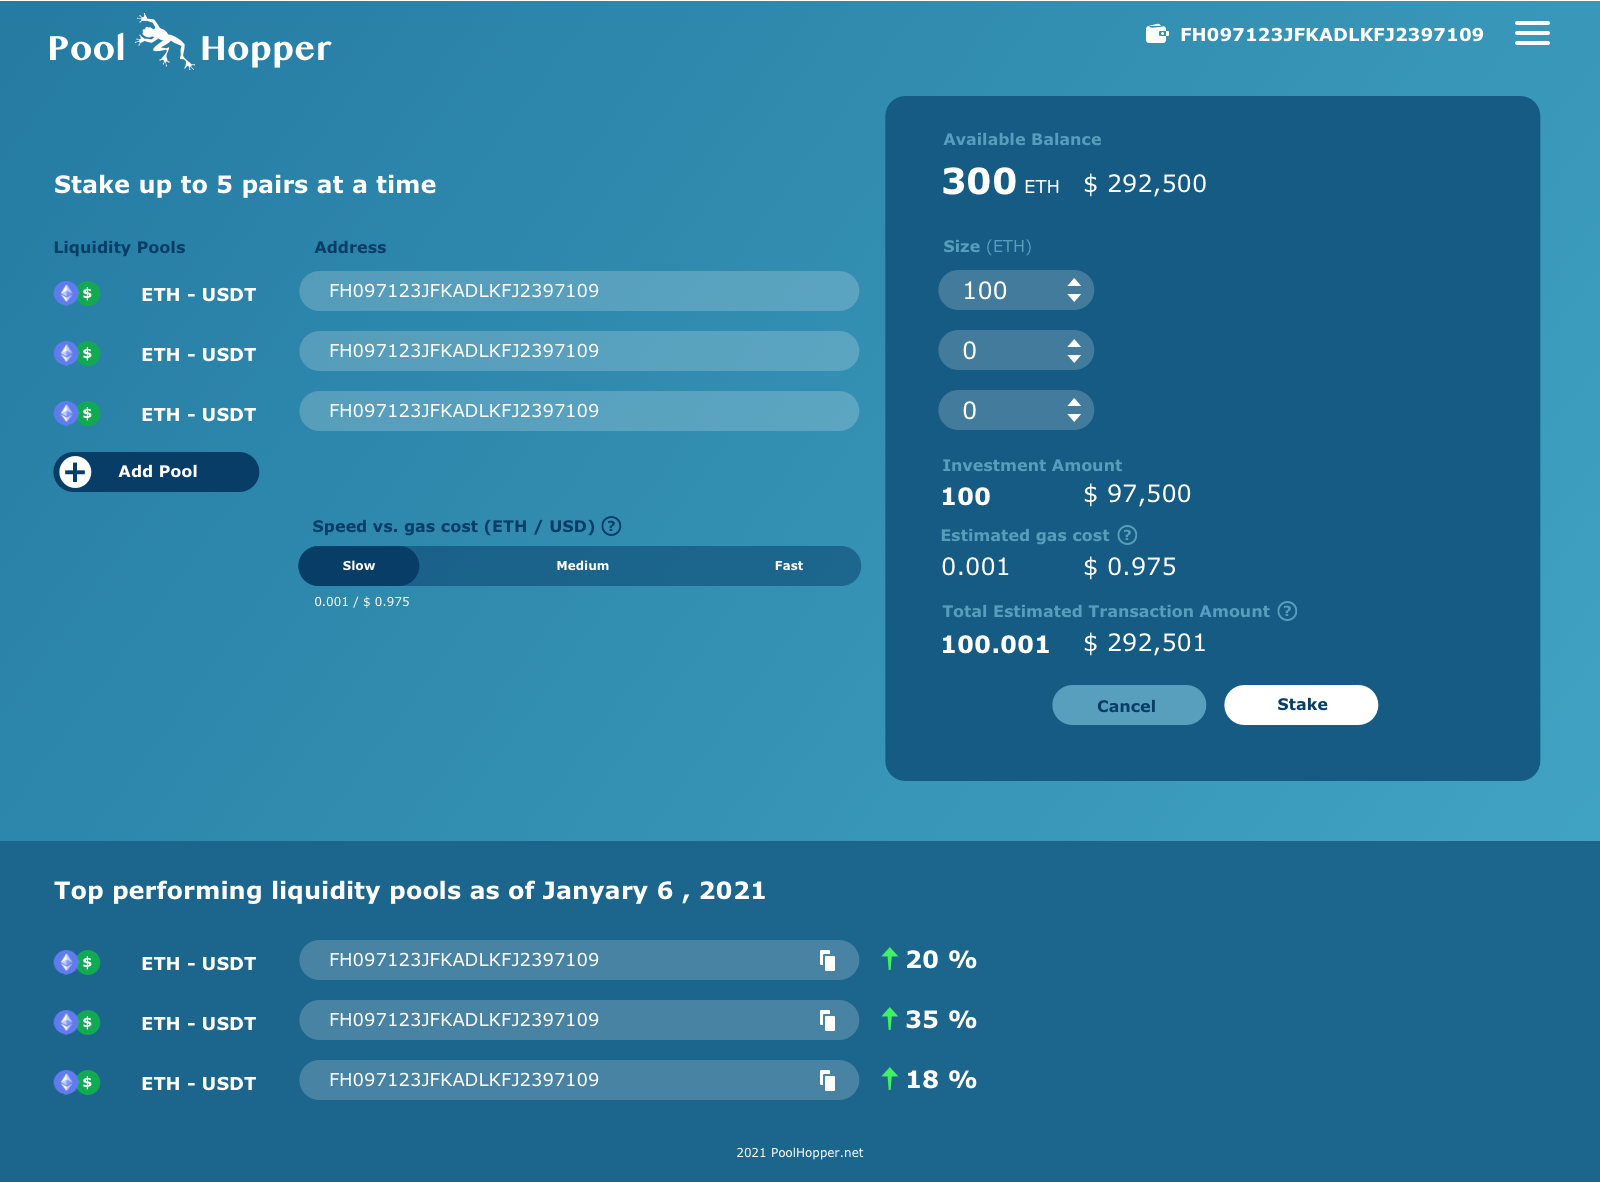 Pool Hopper
FH097123JFKADLKFJ2397109
Stake up to 5 pairs at a time
Liquidity Pools Address
$ ETH - USDT FH097123JFKADLKFJ2397109
$ ETH - USDT FH097123JFKADLKFJ2397109
$ ETH - USDT FH097123JFKADLKFJ2397109
Add Pool
Speed vs. gas cost (ETH / USD) ?
Slow Medium Fast
0.001 / $ 0.975
Available Balance
300 ETH $ 292,500
Size (ETH)
100
0
0
Investment Amount
100 $ 97,500
Estimated gas cost ?
0.001 $ 0.975
Total Estimated Transaction Amount ?
100.001 $ 292,501
Cancel Stake
Top performing liquidity pools as of Janyary 6 , 2021
$ ETH - USDT FH097123JFKADLKFJ2397109 20 %
$ ETH - USDT FH097123JFKADLKFJ2397109 35 %
$ ETH - USDT FH097123JFKADLKFJ2397109 18 %
2021 PoolHopper.net